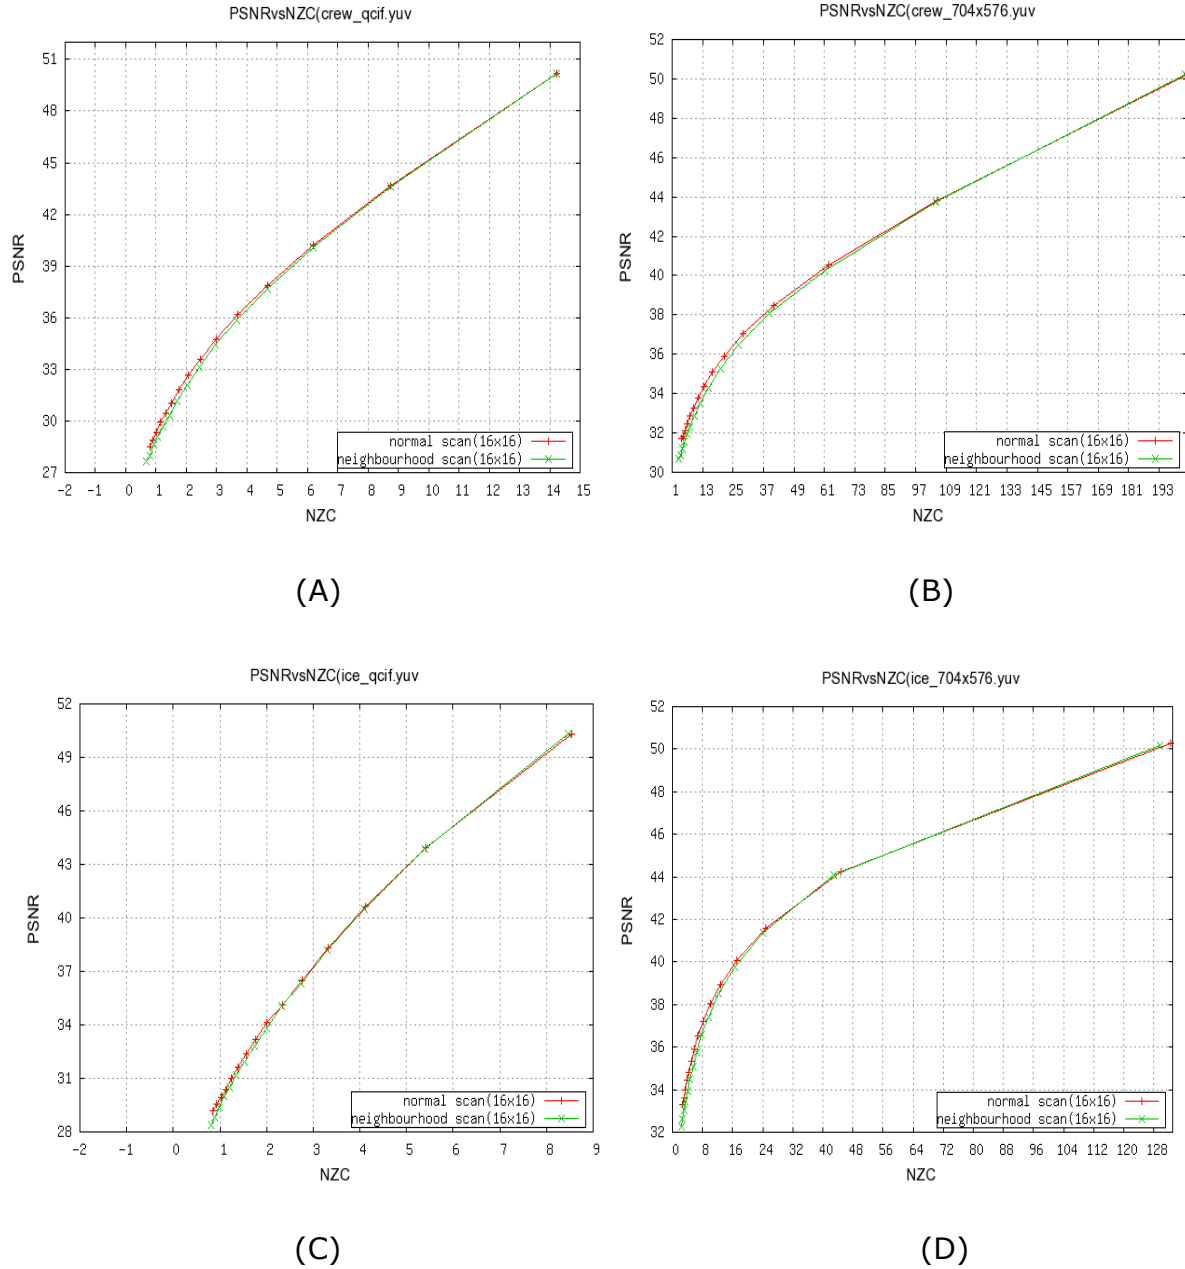 PSNRvsNZC(crew_qcif.yuv
51
48
45
42
39
36
33
30
27
PSNR
normal scan(16x16)
neighbourhood scan(16x16)
-2 -1 0 1 2 3 4 5 6 7 8 9 10 11 12 13 14 15
NZC
(A)
PSNRvsNZC(crew_704x576.yuv
52
50
48
46
44
42
40
38
36
34
32
30
PSNR
normal scan(16x16)
neighbourhood scan(16x16)
1 13 25 37 49 61 73 85 97 109 121 133 145 157 169 181 193
NZC
(B)
PSNRvsNZC(ice_qcif.yuv
52
49
46
43
40
37
34
31
28
PSNR
normal scan(16x16)
neighbourhood scan(16x16)
-2 -1 0 1 2 3 4 5 6 7 8 9
NZC
(C)
PSNRvsNZC(ice_704x576.yuv
52
50
48
46
44
42
40
38
36
34
32
PSNR
normal scan(16x16)
neighbourhood scan(16x16)
0 8 16 24 32 40 48 56 64 72 80 88 96 104 112 120 128
NZC
(D)